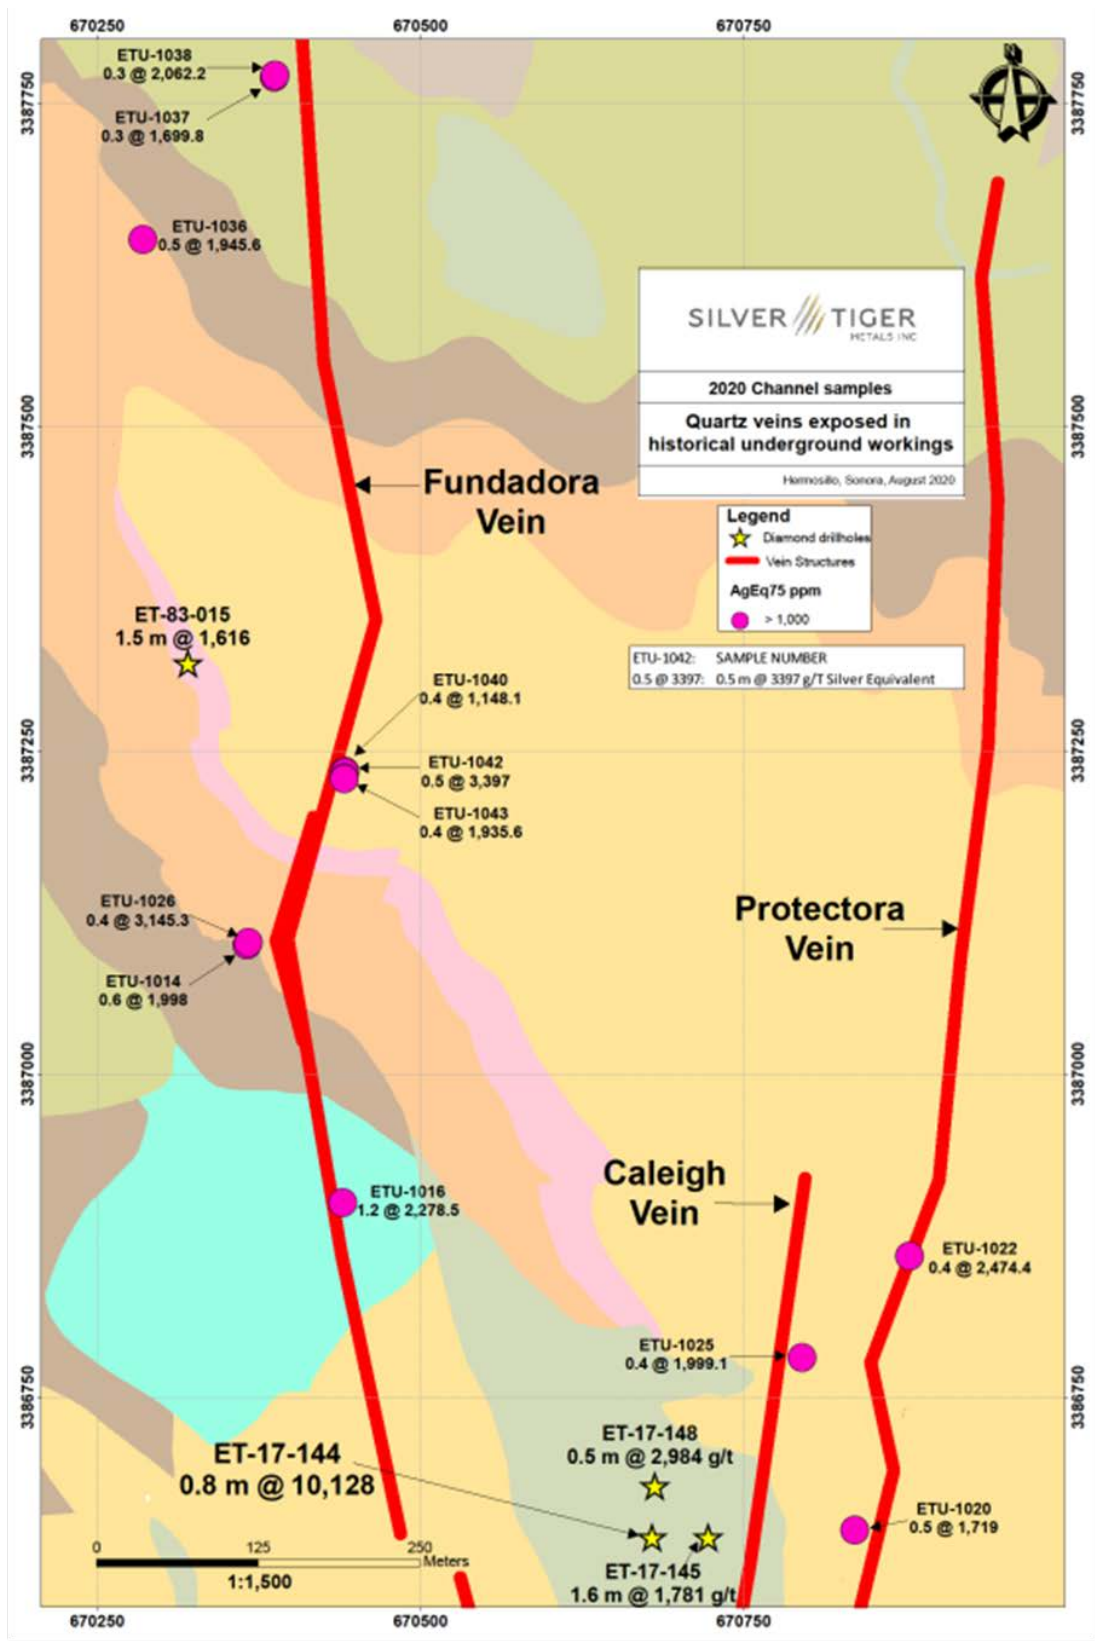 670250 670500 670750
3387750
3387750
ETU-1038
0.3 @ 2,062.2
ETU-1037
0.3 @ 1,699.8
N
ETU-1036
0.5 @ 1,945.6
SILVER TIGER
METALS INC
2020 Channel samples
Quartz veins exposed in
historical underground workings
Hermosillo, Sonora, August 2020
3387500
3387500
Fundadora
Vein
Legend
Diamond drillholes
Vein Structures
AgEq75 ppm
> 1,000
ETU-1042: SAMPLE NUMBER
0.5 @ 3397: 0.5 m @ 3397 g/T Silver Equivalent
ET-83-015
1.5 m @ 1,616
ETU-1040
0.4 @ 1,148.1
3387250
3387250
ETU-1042
0.5 @ 3,397
ETU-1043
0.4 @ 1,935.6
ETU-1026
0.4 @ 3,145.3
Protectora
Vein
ETU-1014
0.6 @ 1,998
3387000
3387000
Caleigh
Vein
ETU-1016
1.2 @ 2,278.5
ETU-1022
0.4 @ 2,474.4
ETU-1025
0.4 @ 1,999.1
3386750
3386750
ET-17-148
0.5 m @ 2,984 g/t
ET-17-144
0.8 m @ 10,128
ETU-1020
0.5 @ 1,719
0 125 250
Meters
1:1,500
ET-17-145
1.6 m @ 1,781 g/t
670250 670500 670750